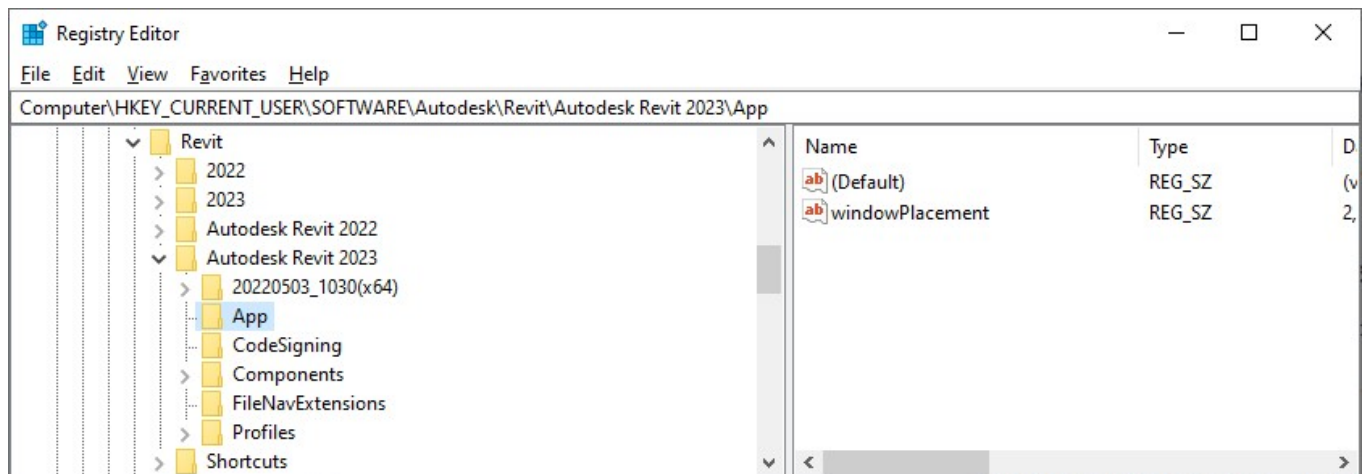 Registry Editor
File Edit View Favorites Help
Computer\HKEY_CURRENT_USER\SOFTWARE\Autodesk\Revit\Autodesk Revit 2023\App
Revit
2022
2023
Autodesk Revit 2022
Autodesk Revit 2023
20220503_1030(x64)
App
CodeSigning
Components
FileNavExtensions
Profiles
Shortcuts
Name Type D
(Default) REG_SZ (v
windowPlacement REG_SZ 2,